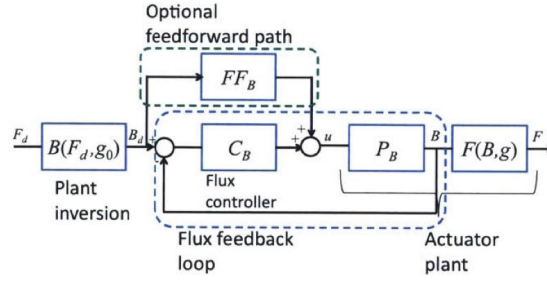 Optional
feedforward path
FF_B
F_d
B(F_d,g_0)
B_d
+
C_B
+
+
u
P_B
B
F(B,g)
F
Plant
inversion
Flux
controller
Flux feedback
loop
Actuator
plant